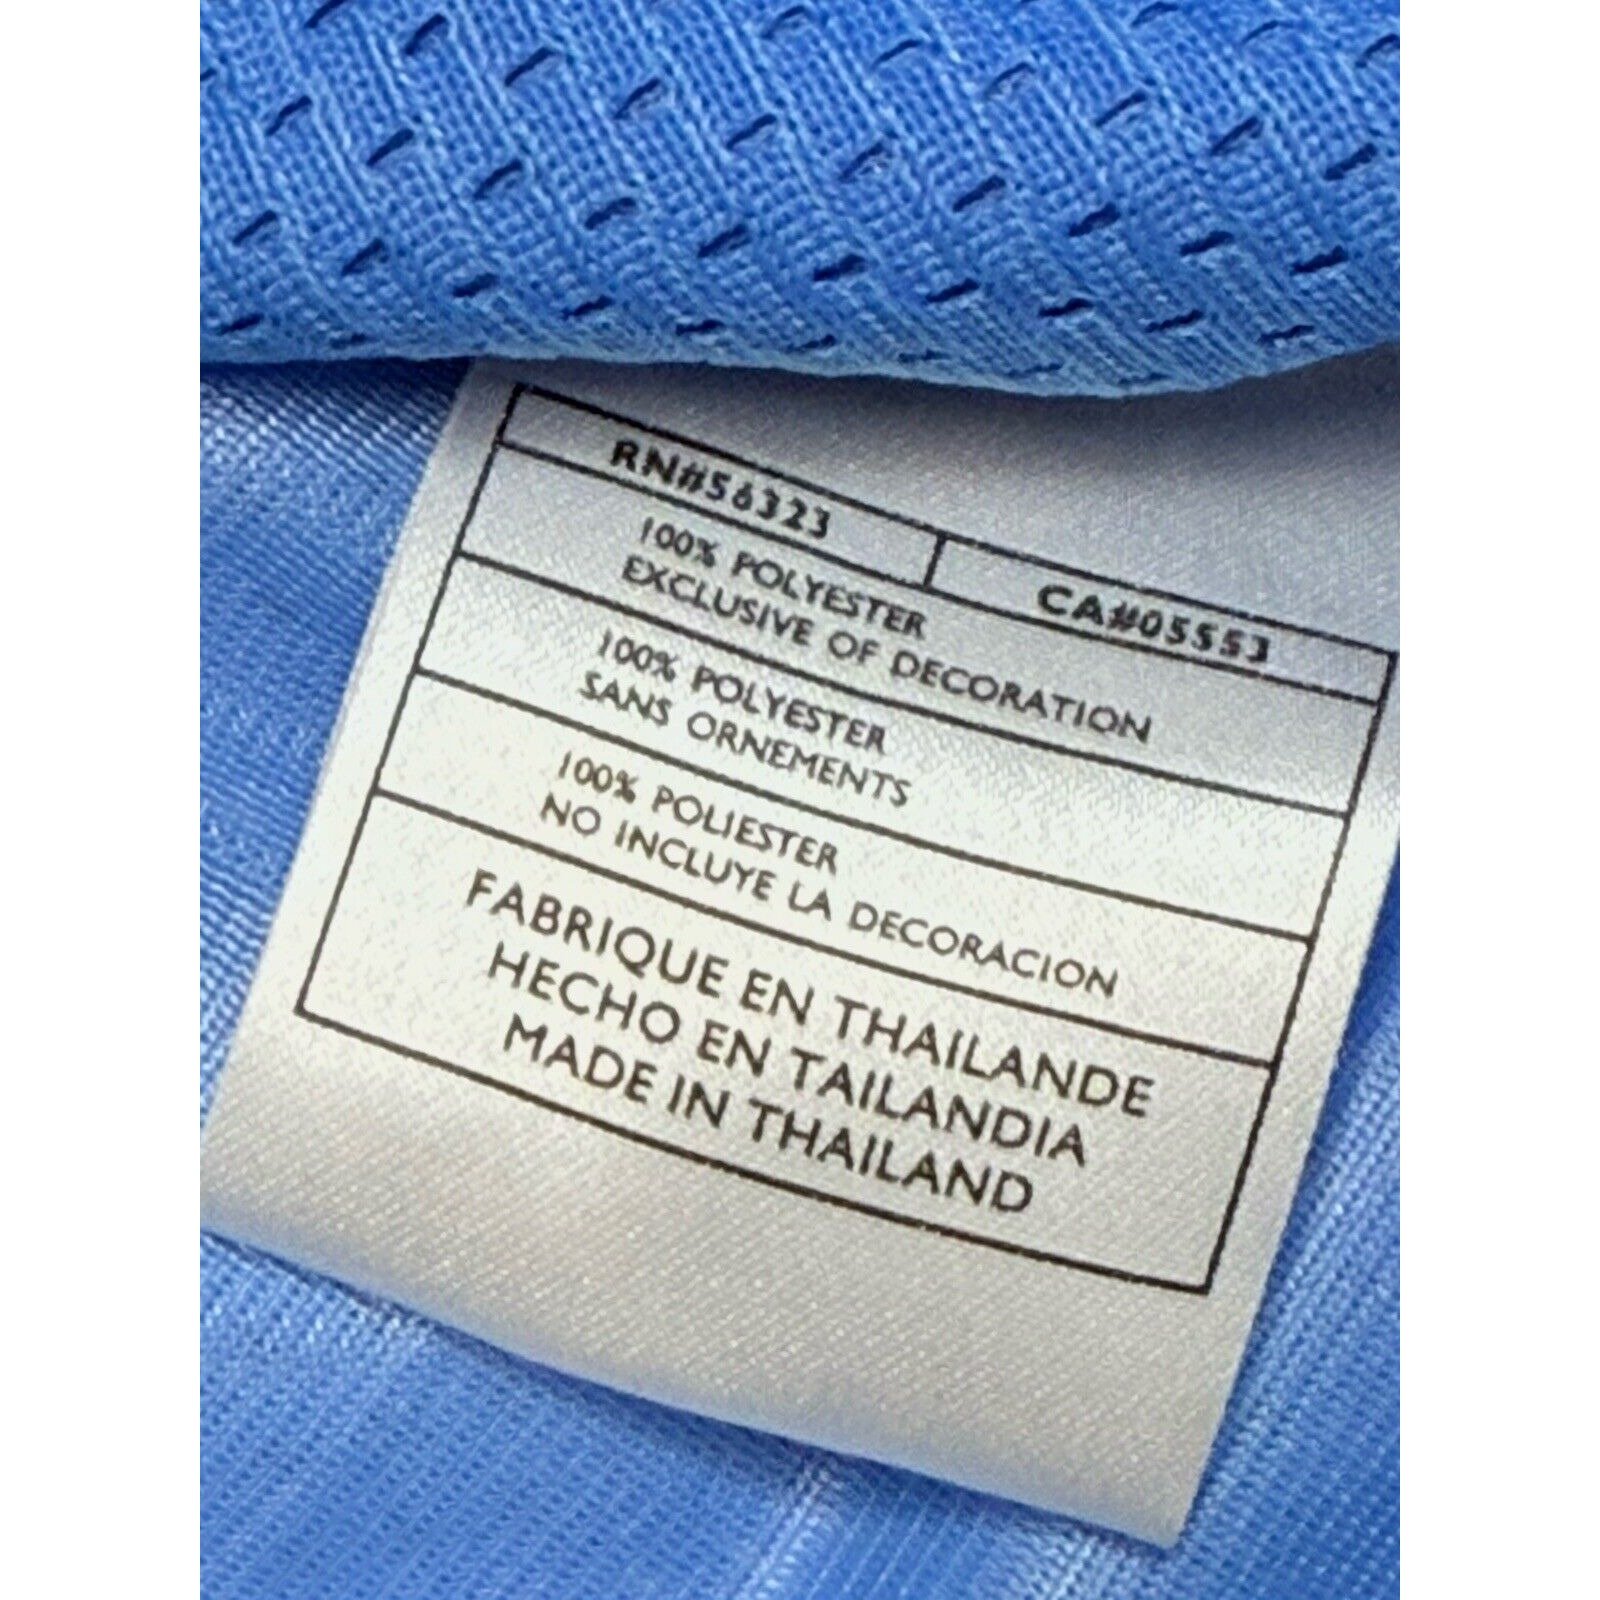 RN#56323
CA#05553
100% POLYESTER
EXCLUSIVE OF DECORATION
100% POLYESTER
SANS ORNEMENTS
100% POLIESTER
NO INCLUYE LA DECORACION
FABRIQUE EN THAILANDE
HECHO EN TAILANDIA
MADE IN THAILAND